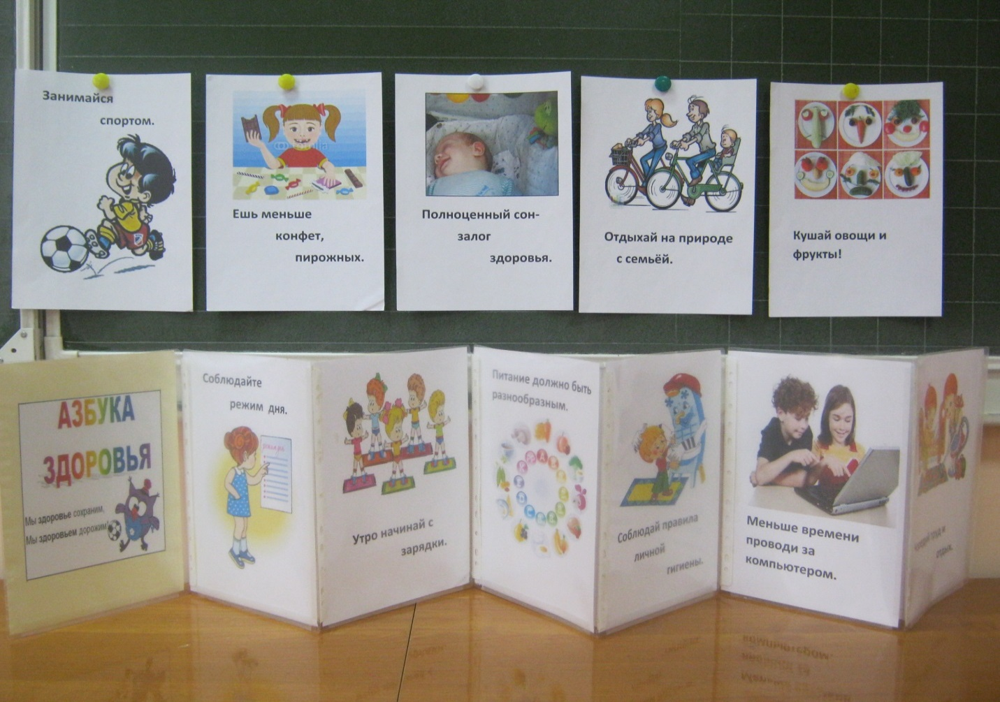 Занимайся
спортом.
Ешь меньше
конфет,
пирожных.
Полноценный сон-
залог
здоровья.
Отдыхай на природе
с семьёй.
Кушай овощи и
фрукты!
АЗБУКА
ЗДОРОВЬЯ
Мы здоровье сохраним,
Мы здоровьем дорожим!
Соблюдайте
режим дня.
Утро начинай с
зарядки.
Питание должно быть
разнообразным.
Соблюдай правила
личной
гигиены.
Меньше времени
проводи за
компьютером.
труд и
отдых.